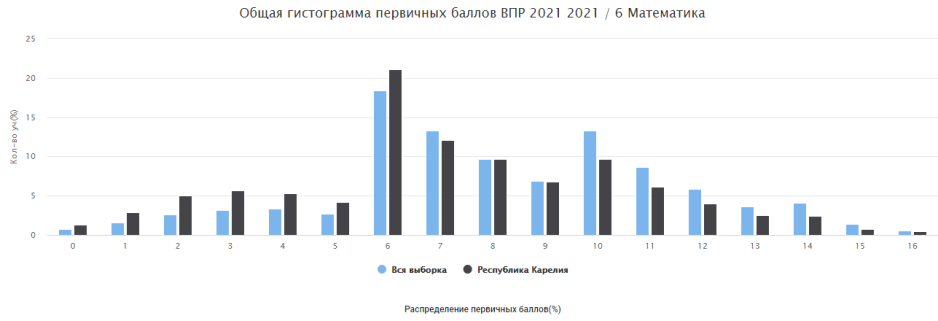 Общая гистограмма первичных баллов ВПР 2021 2021 / 6 Математика
Кол-во уч(%)
25
20
15
10
5
0
0 1 2 3 4 5 6 7 8 9 10 11 12 13 14 15 16
Вся выборка Республика Карелия
Распределение первичных баллов(%)